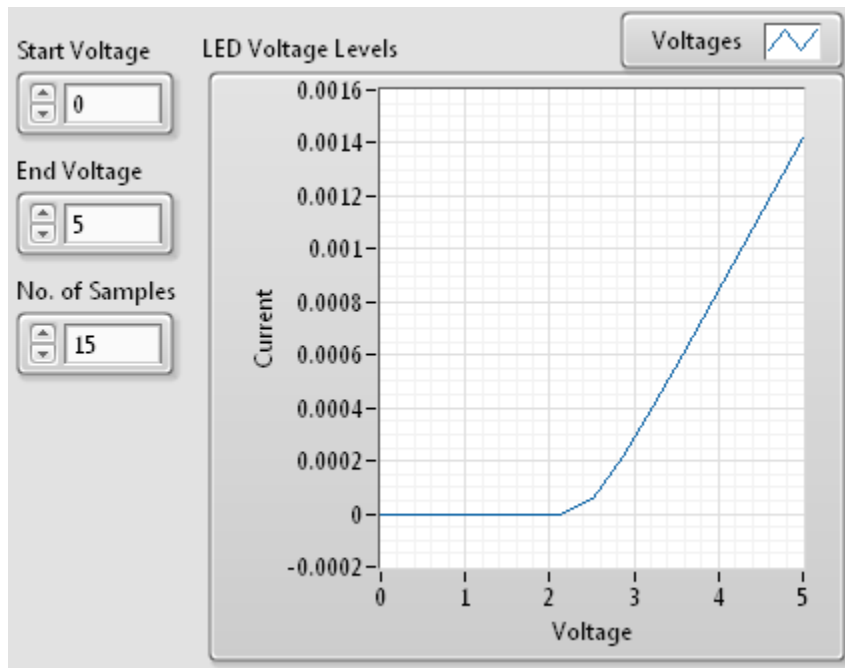 Start Voltage
0
End Voltage
5
No. of Samples
15
LED Voltage Levels
Voltages
Current
0.0016
0.0014
0.0012
0.001
0.0008
0.0006
0.0004
0.0002
0
-0.0002
0 1 2 3 4 5
Voltage